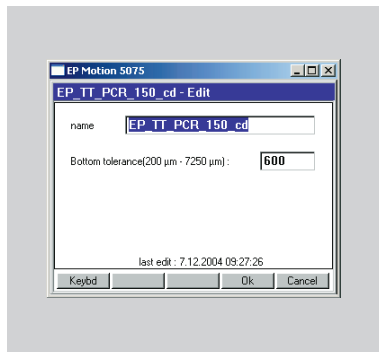 EP Motion 5075
EP_TT_PCR_150_cd - Edit
name EP_TT_PCR_150_cd
Bottom tolerance(200 µm - 7250 µm) : 600
last edit : 7.12.2004 09:27:26
Keybd Ok Cancel